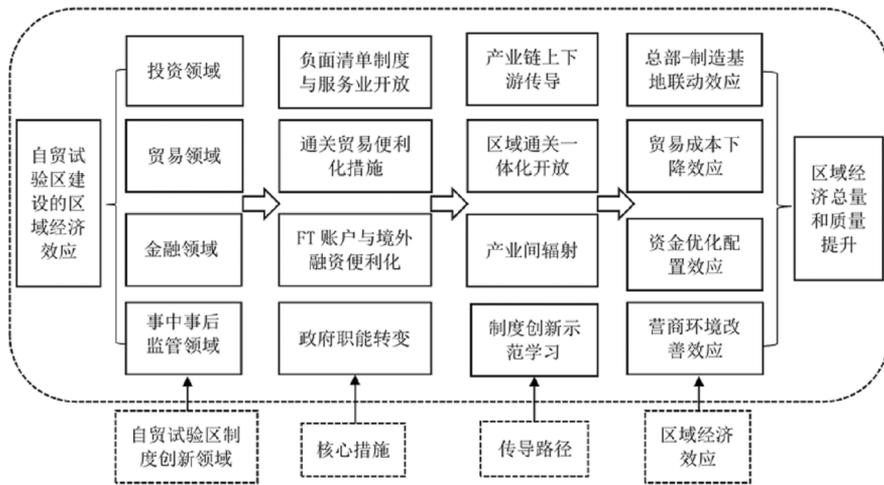 自贸试
验区建
设的区
域经济
效应
投资领域
贸易领域
金融领域
事中事后
监管领域
负面清单制度
与服务业开放
通关贸易便利
化措施
FT 账户与境外
融资便利化
政府职能转变
产业链上下
游传导
区域通关一
体化开放
产业间辐射
制度创新示
范学习
总部-制造基
地联动效应
贸易成本下
降效应
资金优化配
置效应
营商环境改
善效应
区域经
济总量
和质量
提升
自贸试验区制
度创新领域
核心措施
传导路径
区域经济
效应